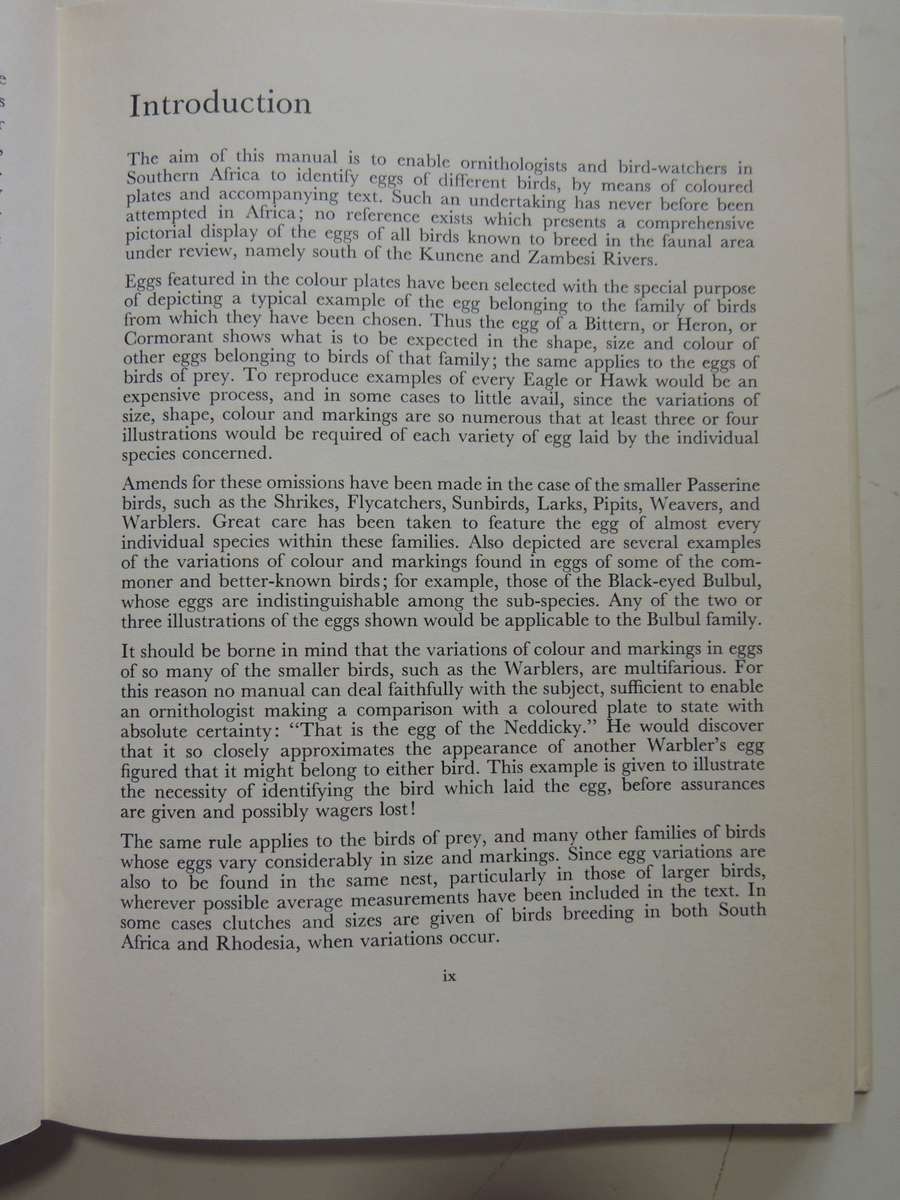 Introduction
The aim of this manual is to enable ornithologists and bird-watchers in
Southern Africa to identify eggs of different birds, by means of coloured
plates and accompanying text. Such an undertaking has never before been
attempted in Africa; no reference exists which presents a comprehensive
pictorial display of the eggs of all birds known to breed in the faunal area
under review, namely south of the Kunene and Zambesi Rivers.
Eggs featured in the colour plates have been selected with the special purpose
of depicting a typical example of the egg belonging to the family of birds
from which they have been chosen. Thus the egg of a Bittern, or Heron, or
Cormorant shows what is to be expected in the shape, size and colour of
other eggs belonging to birds of that family; the same applies to the eggs of
birds of prey. To reproduce examples of every Eagle or Hawk would be an
expensive process, and in some cases to little avail, since the variations of
size, shape, colour and markings are so numerous that at least three or four
illustrations would be required of each variety of egg laid by the individual
species concerned.
Amends for these omissions have been made in the case of the smaller Passerine
birds, such as the Shrikes, Flycatchers, Sunbirds, Larks, Pipits, Weavers, and
Warblers. Great care has been taken to feature the egg of almost every
individual species within these families. Also depicted are several examples
of the variations of colour and markings found in eggs of some of the com-
moner and better-known birds; for example, those of the Black-eyed Bulbul,
whose eggs are indistinguishable among the sub-species. Any of the two or
three illustrations of the eggs shown would be applicable to the Bulbul family.
It should be borne in mind that the variations of colour and markings in eggs
of so many of the smaller birds, such as the Warblers, are multifarious. For
this reason no manual can deal faithfully with the subject, sufficient to enable
an ornithologist making a comparison with a coloured plate to state with
absolute certainty: “That is the egg of the Neddicky.” He would discover
that it so closely approximates the appearance of another Warbler’s egg
figured that it might belong to either bird. This example is given to illustrate
the necessity of identifying the bird which laid the egg, before assurances
are given and possibly wagers lost!
The same rule applies to the birds of prey, and many other families of birds
whose eggs vary considerably in size and markings. Since egg variations are
also to be found in the same nest, particularly in those of larger birds,
wherever possible average measurements have been included in the text. In
some cases clutches and sizes are given of birds breeding in both South
Africa and Rhodesia, when variations occur.
ix